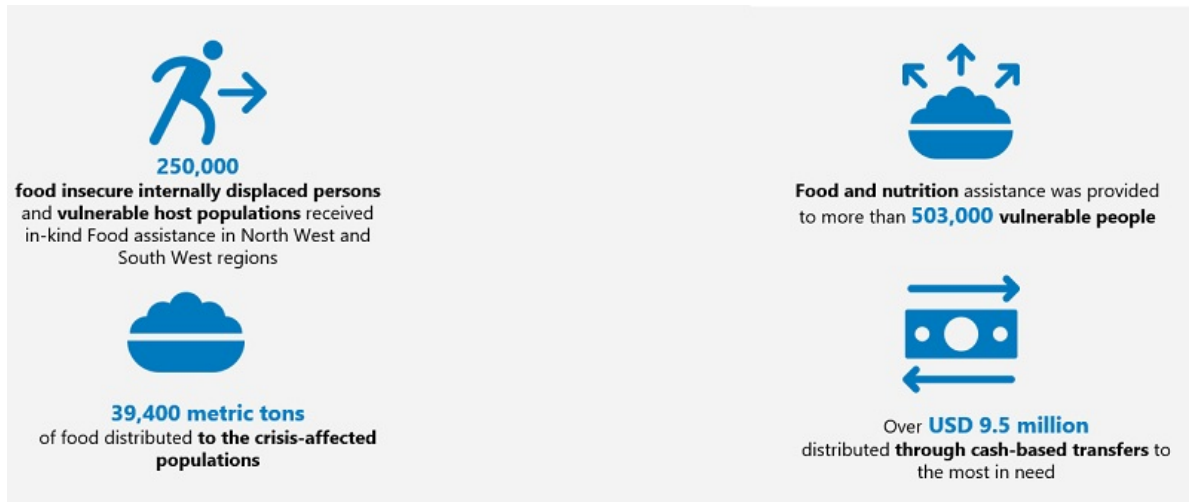 250,000
food insecure internally displaced persons
and vulnerable host populations received
in-kind Food assistance in North West and
South West regions
39,400 metric tons
of food distributed to the crisis-affected
populations
Food and nutrition assistance was provided
to more than 503,000 vulnerable people
Over USD 9.5 million
distributed through cash-based transfers to
the most in need